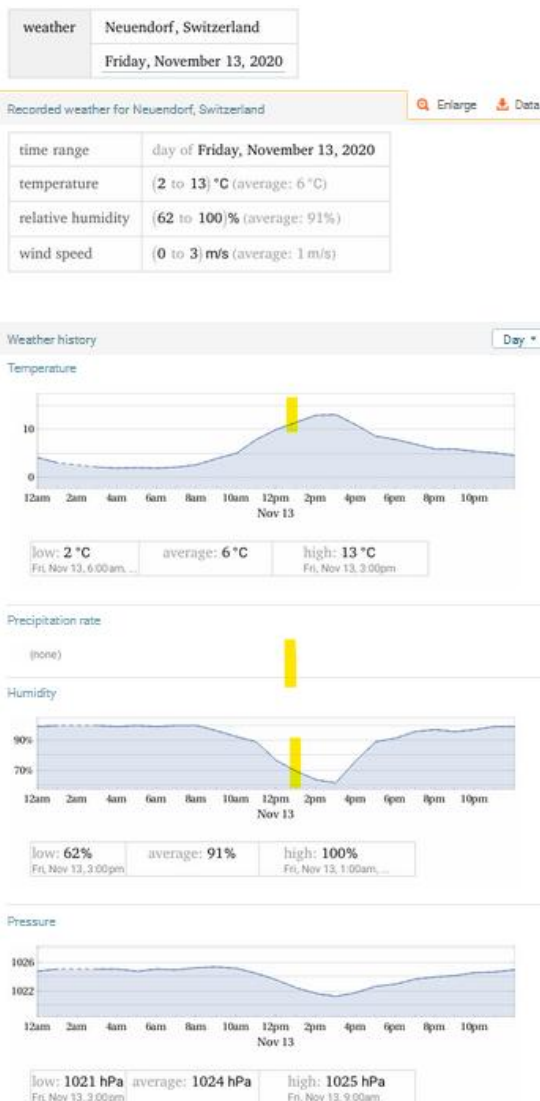 weather Neuendorf, Switzerland
Friday, November 13, 2020
Recorded weather for Neuendorf, Switzerland Enlarge Data
time range day of Friday, November 13, 2020
temperature (2 to 13) °C (average: 6 °C)
relative humidity (62 to 100)% (average: 91%)
wind speed (0 to 3) m/s (average: 1 m/s)
Weather history Day
Temperature
10
0
12am 2am 4am 6am 8am 10am 12pm 2pm 4pm 6pm 8pm 10pm
Nov 13
low: 2 °C average: 6 °C high: 13 °C
Fri, Nov 13, 6:00am, ... Fri, Nov 13, 3:00pm
Precipitation rate
(none)
Humidity
90%
70%
12am 2am 4am 6am 8am 10am 12pm 2pm 4pm 6pm 8pm 10pm
Nov 13
low: 62% average: 91% high: 100%
Fri, Nov 13, 3:00pm Fri, Nov 13, 1:00am, ...
Pressure
1026
1022
12am 2am 4am 6am 8am 10am 12pm 2pm 4pm 6pm 8pm 10pm
Nov 13
low: 1021 hPa average: 1024 hPa high: 1025 hPa
Fri, Nov 13, 3:00pm Fri, Nov 13, 9:00am